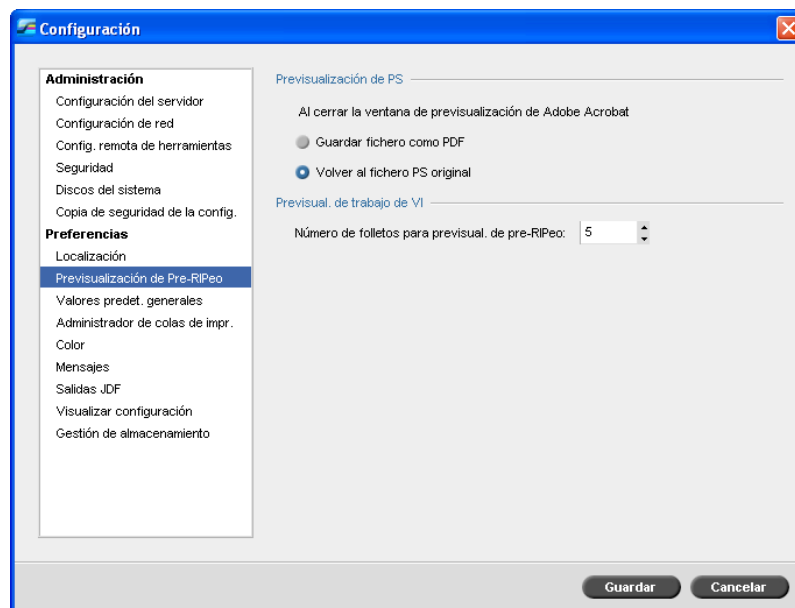 Configuración
Administración
Configuración del servidor
Configuración de red
Config. remota de herramientas
Seguridad
Discos del sistema
Copia de seguridad de la config.
Preferencias
Localización
Previsualización de Pre-RIPeo
Valores predet. generales
Administrador de colas de impr.
Color
Mensajes
Salidas JDF
Visualizar configuración
Gestión de almacenamiento
Previsualización de PS
Al cerrar la ventana de previsualización de Adobe Acrobat
Guardar fichero como PDF
Volver al fichero PS original
Previsual. de trabajo de VI
Número de folletos para previsual. de pre-RIPeo: 5
Guardar Cancelar